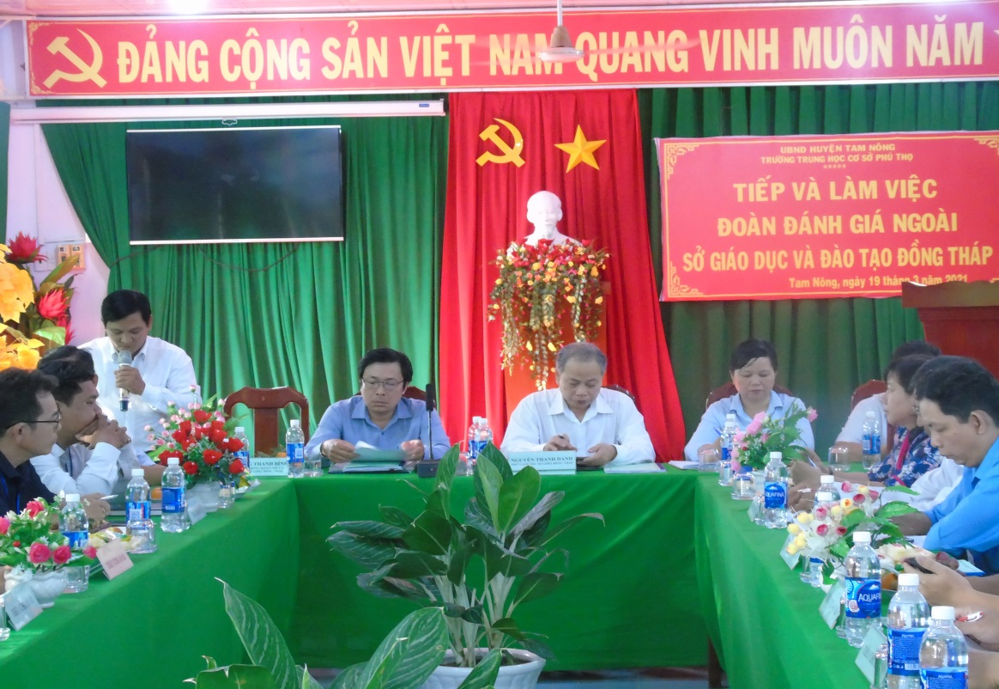 ĐẢNG CỘNG SẢN VIỆT NAM QUANG VINH MUÔN NĂM
UBND HUYỆN TAM NÔNG
TRƯỜNG TRUNG HỌC CƠ SỞ PHÚ THỌ
*****
TIẾP VÀ LÀM VIỆC
ĐOÀN ĐÁNH GIÁ NGOÀI
SỞ GIÁO DỤC VÀ ĐÀO TẠO ĐỒNG THÁP
Tam Nông, ngày 19 tháng 3 năm 2021
THANH BÌNH
NGUYỄN THANH DANH
AQUAFINA
AQUAFINA